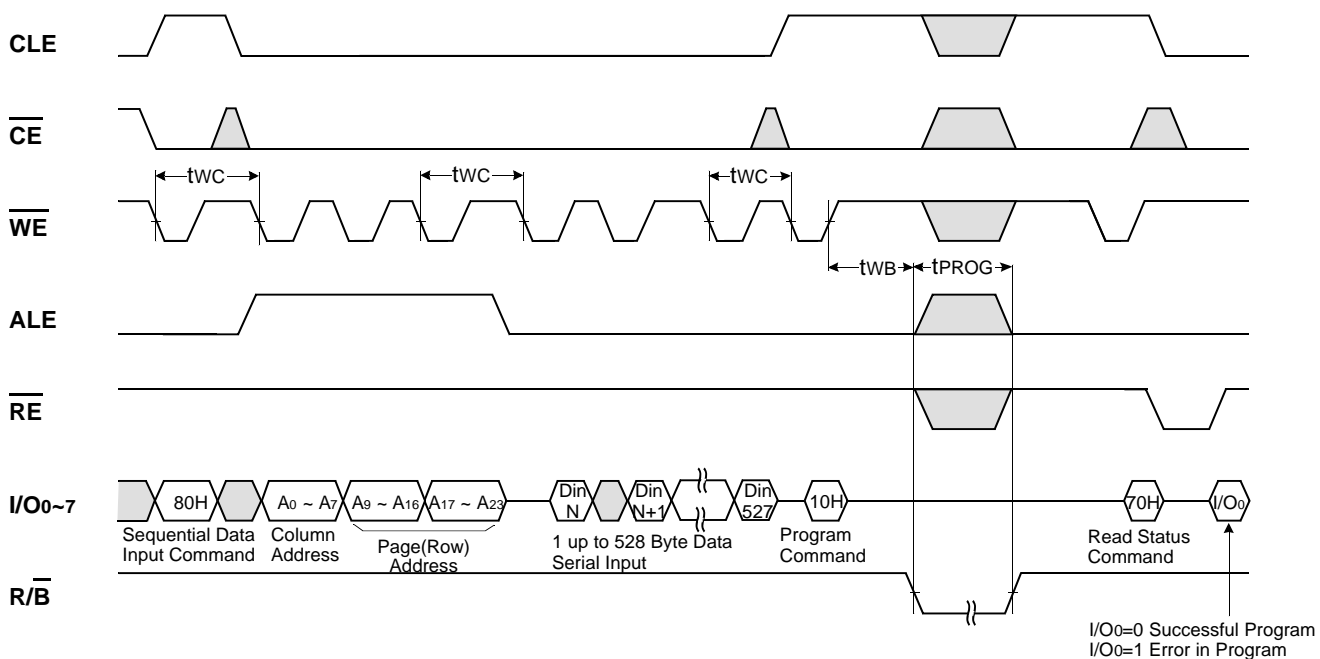 CLE
CE
tWC
tWC
tWC
WE
tWB
tPROG
ALE
RE
I/O0~7
80H
A0 ~ A7
A9 ~ A16
A17 ~ A23
Din
N
Din
N+1
Din
527
10H
70H
I/O0
Sequential Data
Input Command
Column
Address
Page(Row)
Address
1 up to 528 Byte Data
Serial Input
Program
Command
Read Status
Command
R/B
I/O0=0 Successful Program
I/O0=1 Error in Program